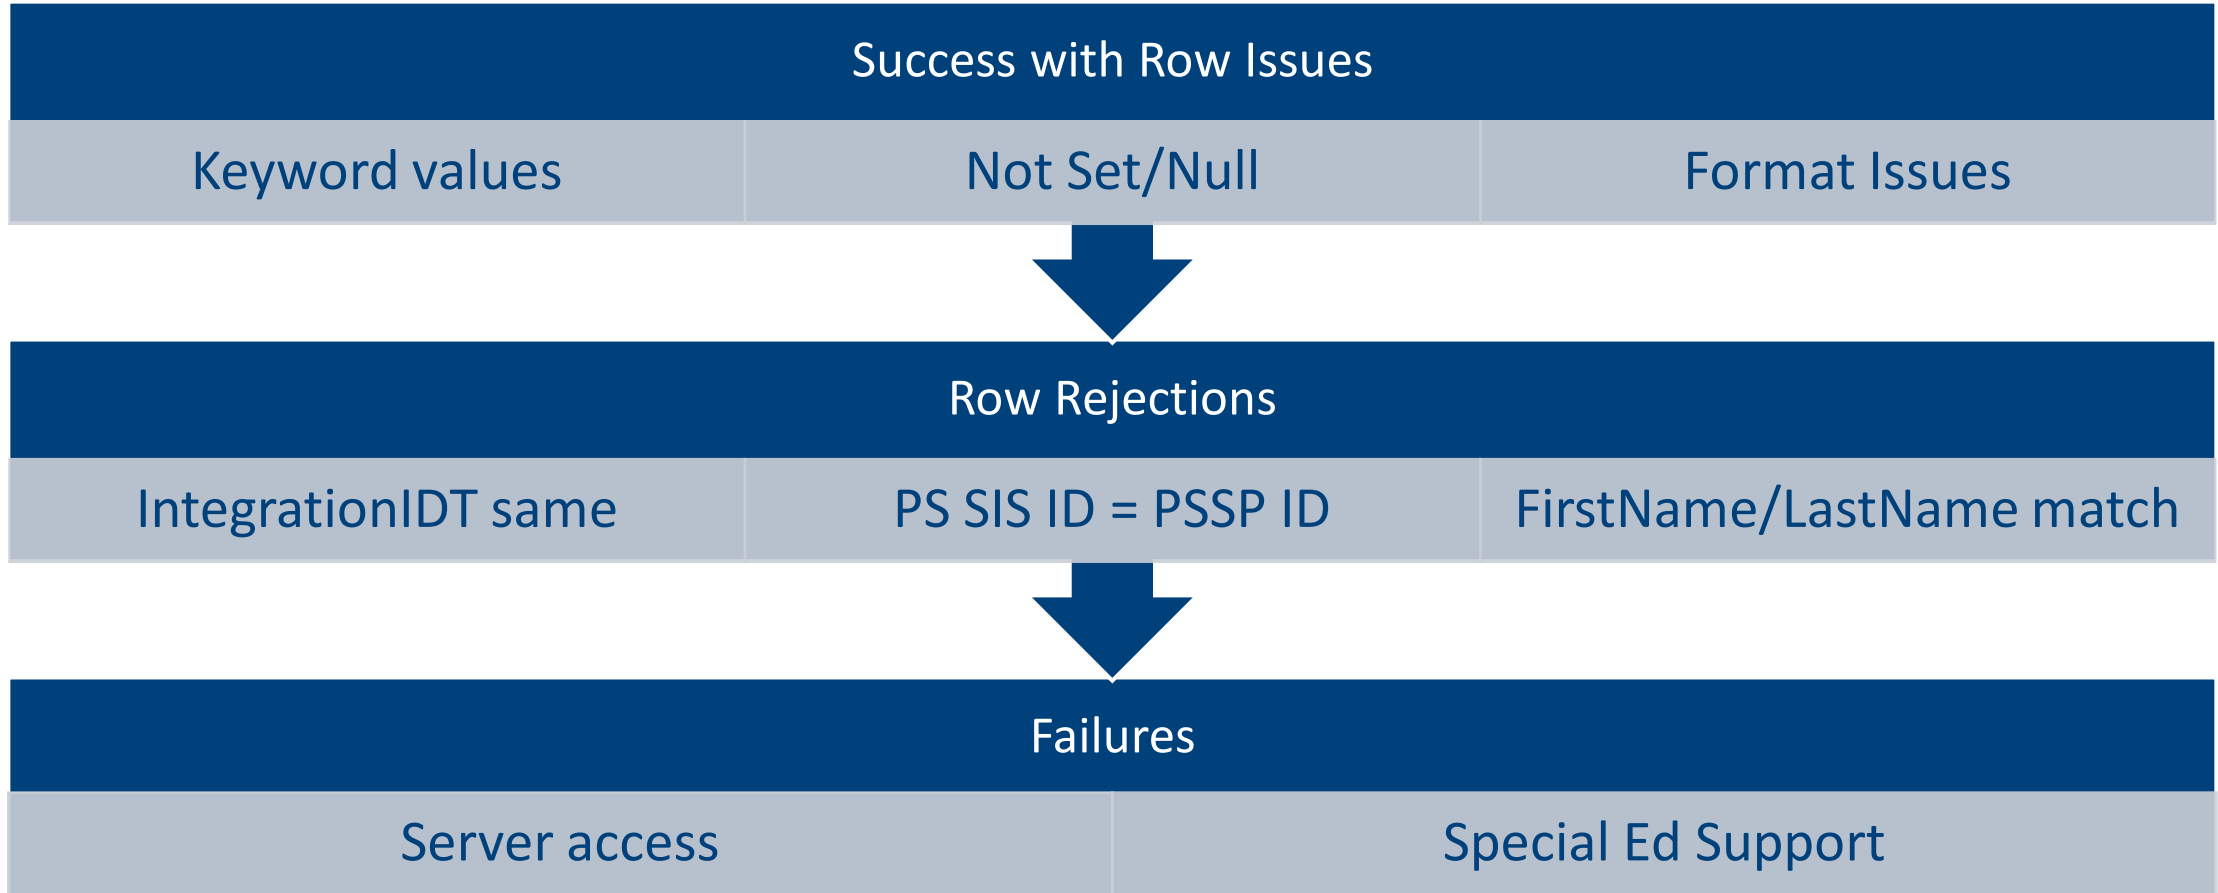 Success with Row Issues
Keyword values
Not Set/Null
Format Issues
Row Rejections
IntegrationIDT same
PS SIS ID = PSSP ID
FirstName/LastName match
Failures
Server access
Special Ed Support